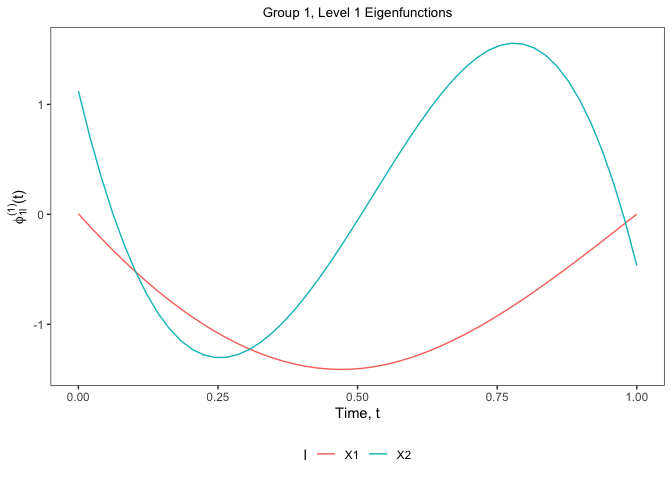 Group 1, Level 1 Eigenfunctions
ϕ₁ₗ⁽¹⁾(t)
1
0
-1
0.00 0.25 0.50 0.75 1.00
Time, t
l X1 X2